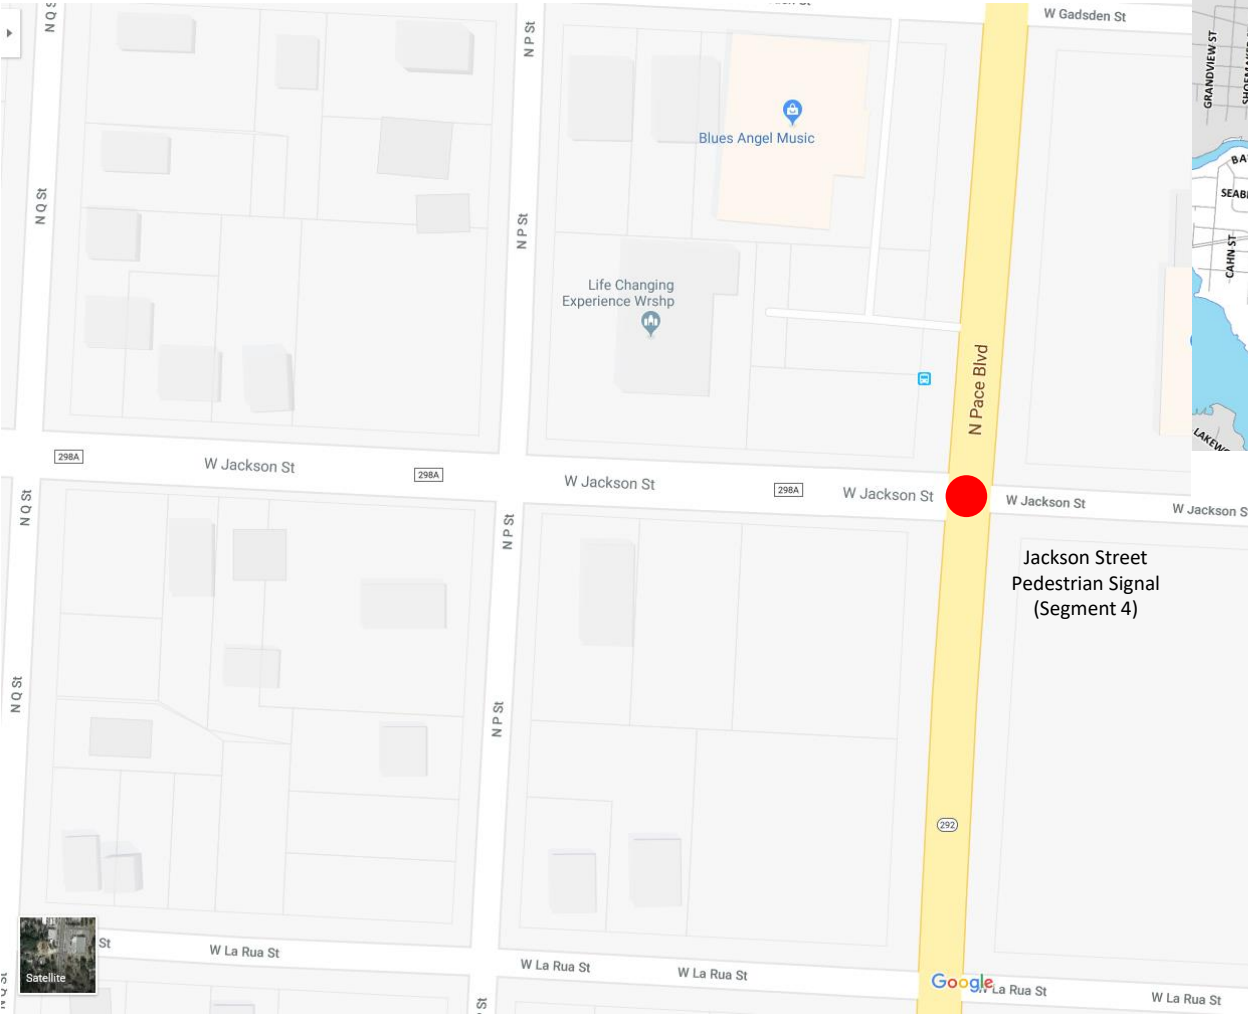 W Gadsden St
N P St
GRANDVIEW ST
Blues Angel Music
SEAB
N Q St
N P St
CAHN ST
Life Changing
Experience Wrshp
N Pace Blvd
298A
W Jackson St
298A
W Jackson St
298A
W Jackson St
W Jackson St
W Jackson S
N Q St
N P St
Jackson Street
Pedestrian Signal
(Segment 4)
N Q St
N P St
292
St
W La Rua St
W La Rua St
W La Rua St
Satellite
Google
La Rua St
W La Rua St
St